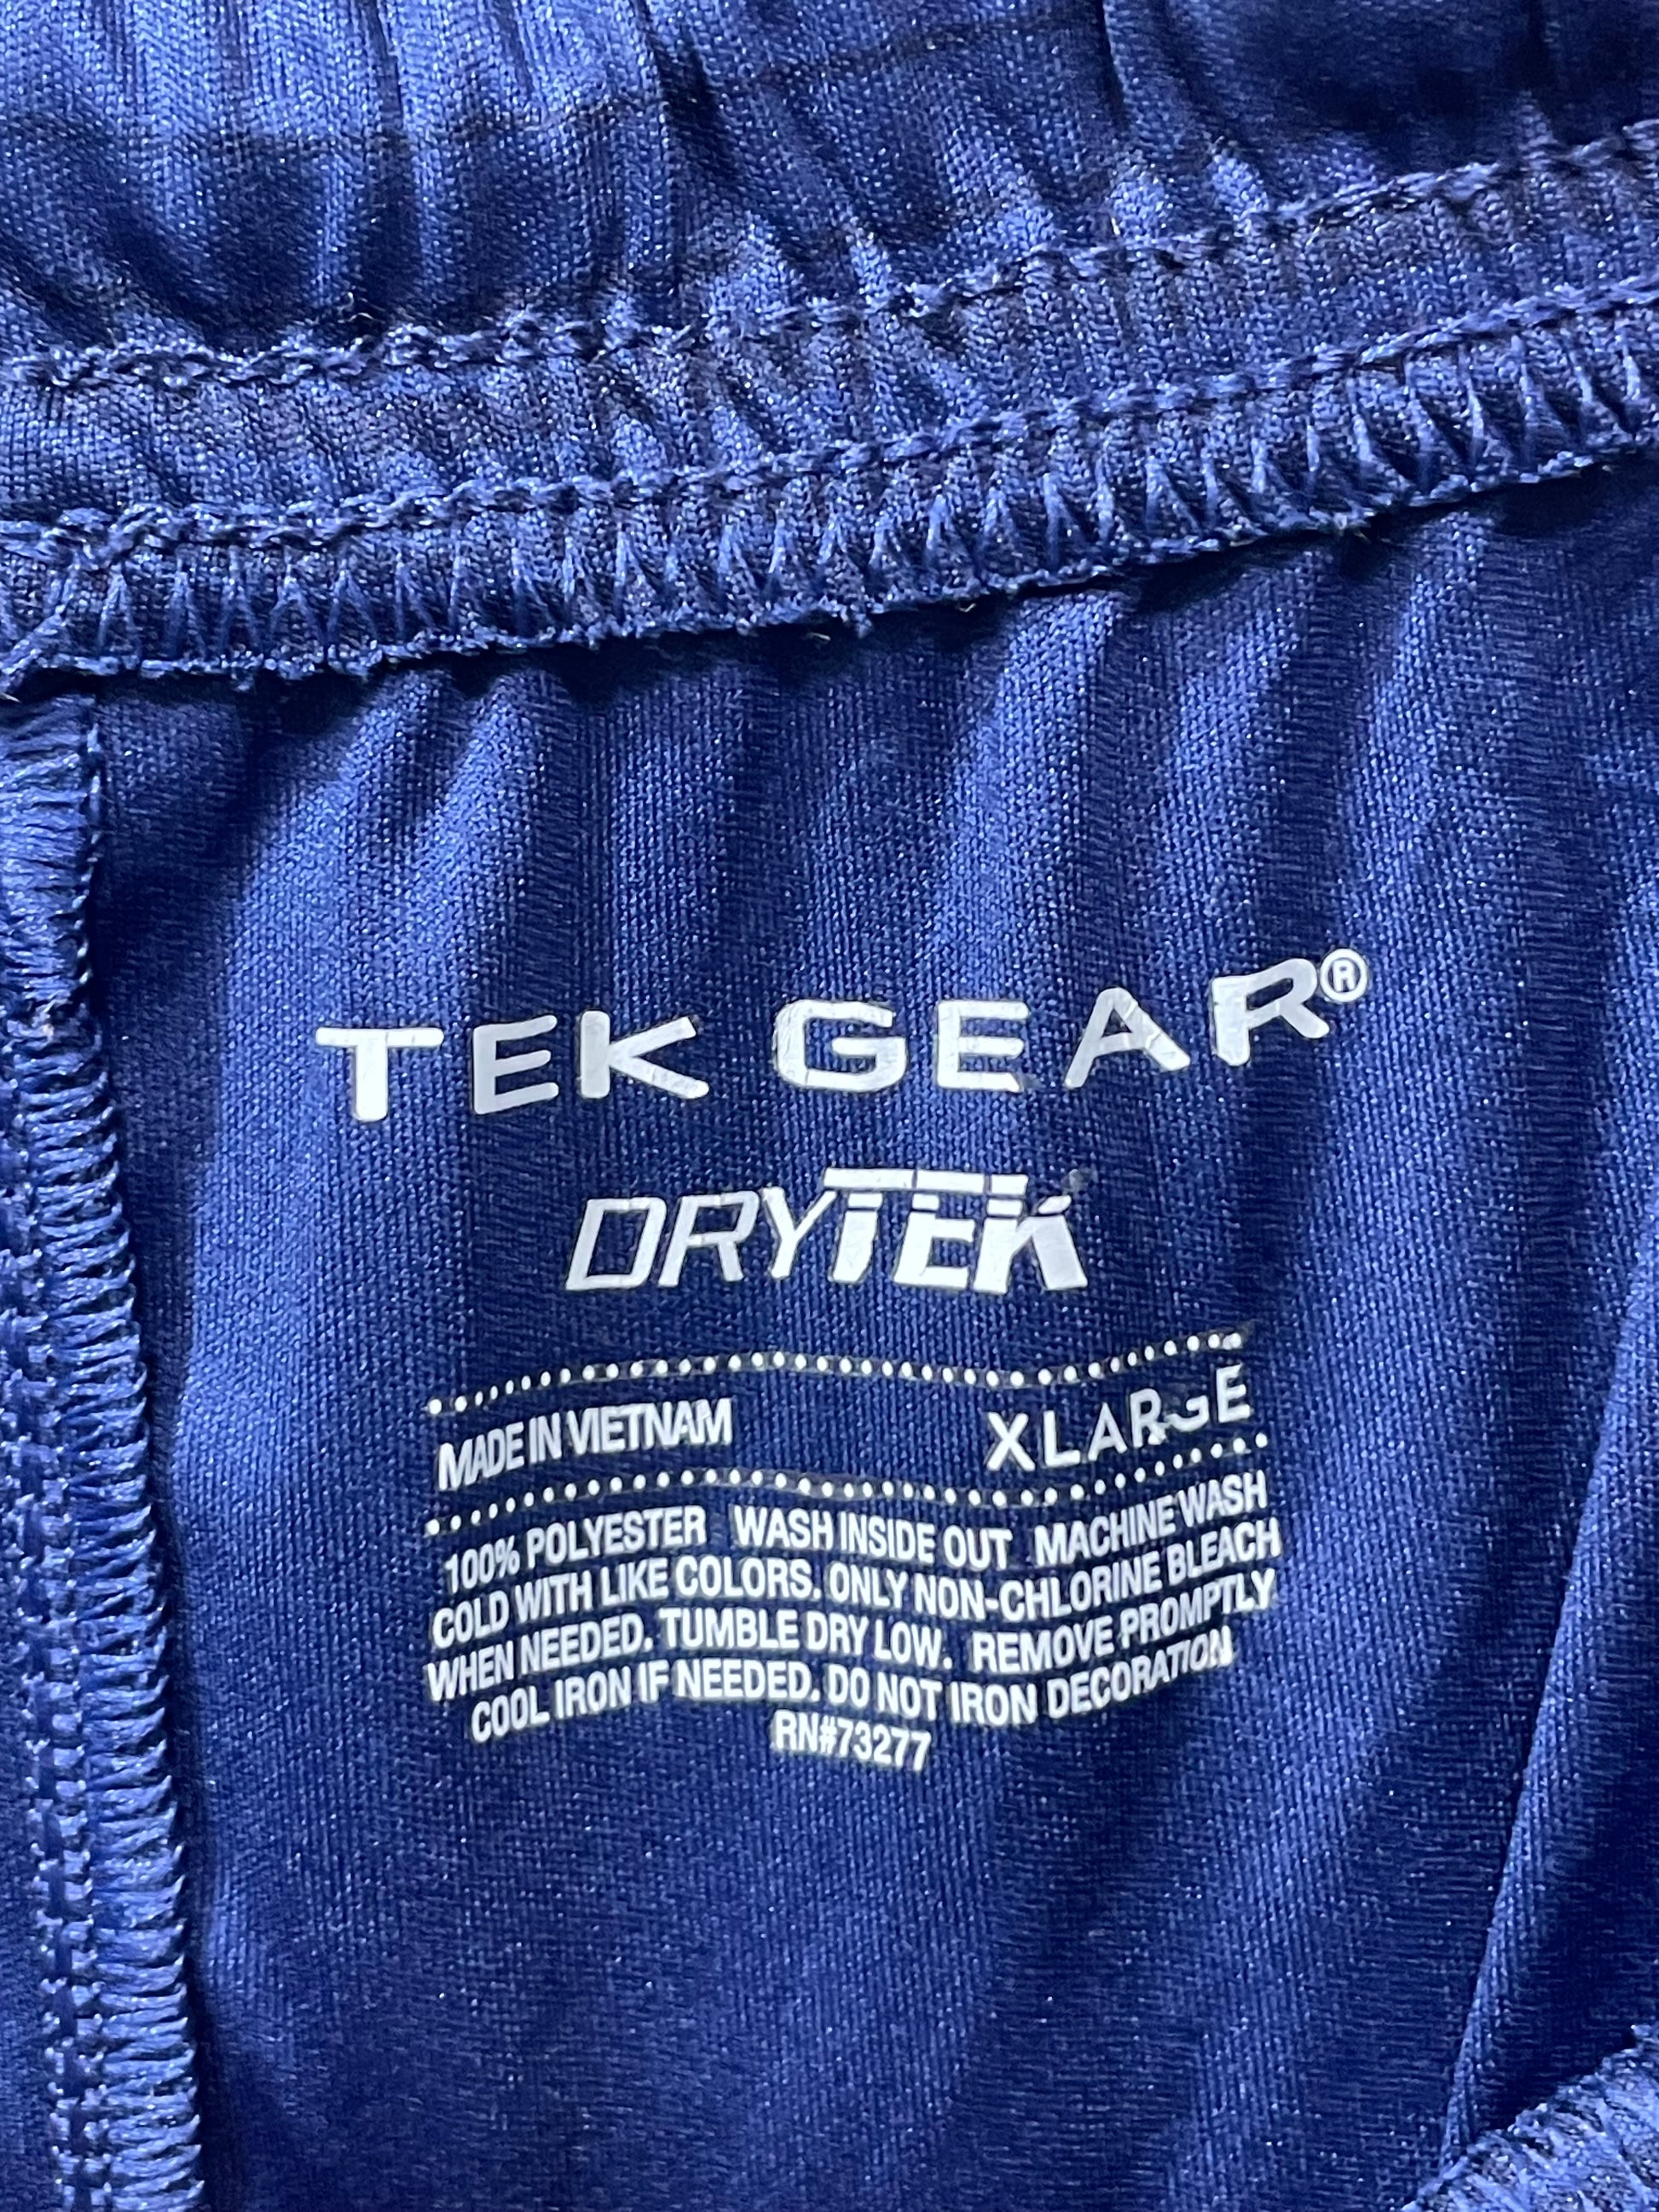 TEK GEAR®
DRYTEK
MADE IN VIETNAM XLARGE
100% POLYESTER WASH INSIDE OUT MACHINE WASH
COLD WITH LIKE COLORS. ONLY NON-CHLORINE BLEACH
WHEN NEEDED. TUMBLE DRY LOW. REMOVE PROMPTLY
COOL IRON IF NEEDED. DO NOT IRON DECORATION
RN#73277